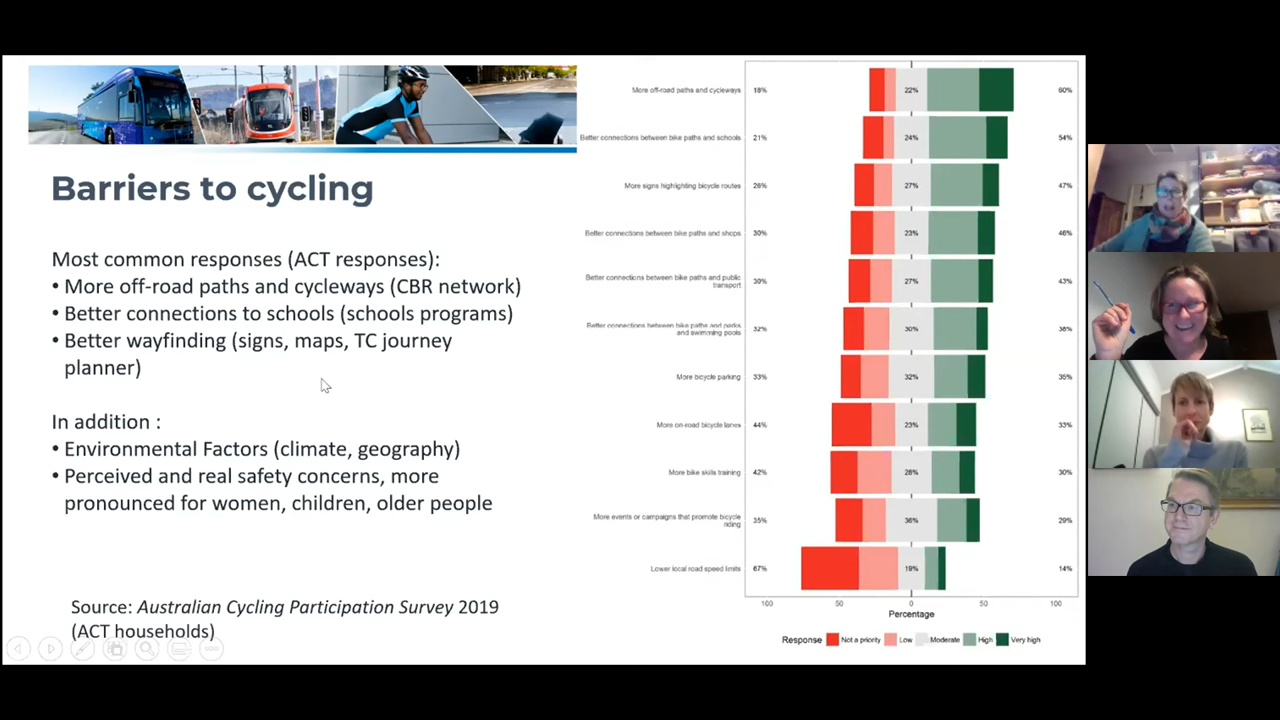 Barriers to cycling
Most common responses (ACT responses):
• More off-road paths and cycleways (CBR network)
• Better connections to schools (schools programs)
• Better wayfinding (signs, maps, TC journey
planner)
In addition :
• Environmental Factors (climate, geography)
• Perceived and real safety concerns, more
pronounced for women, children, older people
Source: Australian Cycling Participation Survey 2019
(ACT households)
More off-road paths and cycleways 18% 22% 60%
Better connections between bike paths and schools 21% 24% 54%
More signs highlighting bicycle routes 26% 27% 47%
Better connections between bike paths and shops 30% 23% 46%
Better connections between bike paths and public
transport 30% 27% 43%
Better connections between bike paths and parks
and swimming pools 32% 30% 38%
More bicycle parking 33% 32% 35%
More on-road bicycle lanes 44% 23% 33%
More bike skills training 42% 28% 30%
More events or campaigns that promote bicycle
riding 35% 36% 29%
Lower local road speed limits 67% 19% 14%
100 50 0 50 100
Percentage
Response Not a priority Low Moderate High Very high